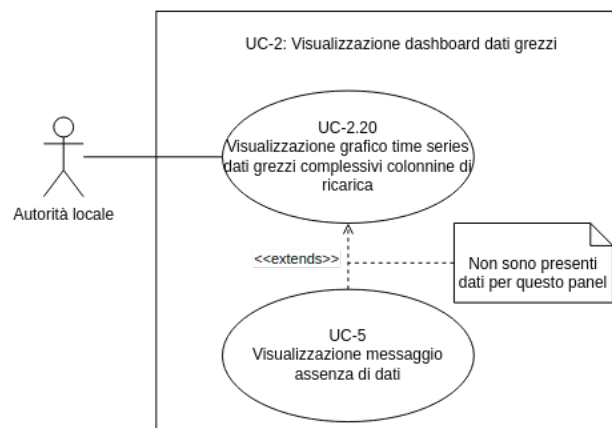 UC-2: Visualizzazione dashboard dati grezzi
UC-2.20
Visualizzazione grafico time series
dati grezzi complessivi colonnine di
ricarica
Autorità locale
<<extends>>
Non sono presenti
dati per questo panel
UC-5
Visualizzazione messaggio
assenza di dati